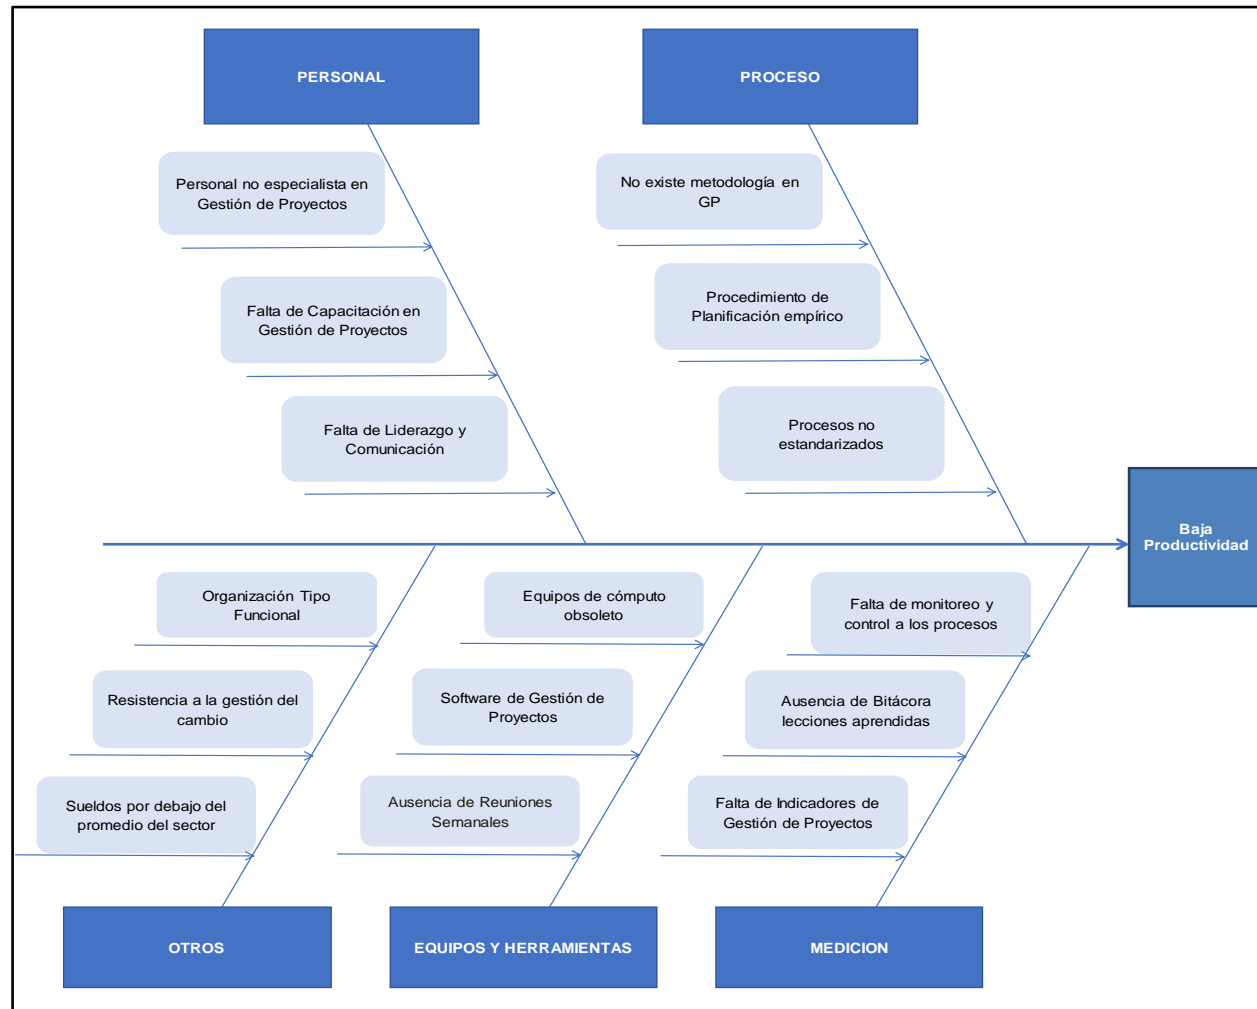 PERSONAL
PROCESO
Personal no especialista en
Gestión de Proyectos
No existe metodología en
GP
Falta de Capacitación en
Gestión de Proyectos
Procedimiento de
Planificación empírico
Falta de Liderazgo y
Comunicación
Procesos no
estandarizados
Baja
Productividad
Organización Tipo
Funcional
Equipos de cómputo
obsoleto
Falta de monitoreo y
control a los procesos
Resistencia a la gestión del
cambio
Software de Gestión de
Proyectos
Ausencia de Bitácora
lecciones aprendidas
Sueldos por debajo del
promedio del sector
Ausencia de Reuniones
Semanales
Falta de Indicadores de
Gestión de Proyectos
OTROS
EQUIPOS Y HERRAMIENTAS
MEDICION